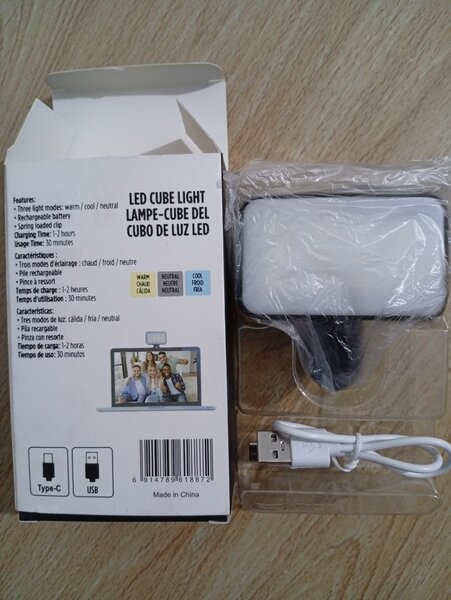 Features:
• Three light modes: warm / cool / neutral
• Rechargeable battery
• Spring loaded clip
Charging Time: 1-2 hours
Usage Time: 30 minutes
Caractéristiques :
• Trois modes d'éclairage : chaud / froid / neutre
• Pile rechargeable
• Pince à ressort
Temps de charge : 1-2 heures
Temps d'utilisation : 30 minutes
Características:
• Tres modos de luz: cálida / fría / neutral
• Pila recargable
• Pinza con resorte
Tiempo de carga: 1-2 horas
Tiempo de uso: 30 minutos
LED CUBE LIGHT
LAMPE-CUBE DEL
CUBO DE LUZ LED
WARM
CHAUD
CÁLIDA
NEUTRAL
NEUTRE
NEUTRAL
COOL
FROID
FRÍA
Type-C
USB
6 914789 618872
Made in China